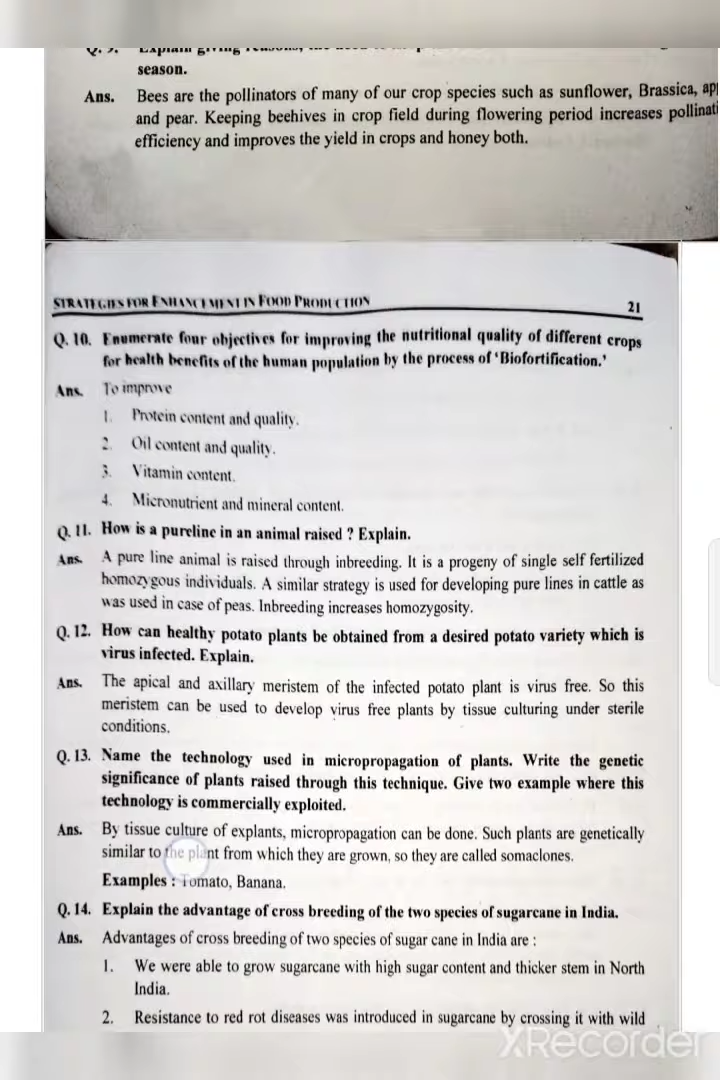 season.
Ans. Bees are the pollinators of many of our crop species such as sunflower, Brassica,
and pear. Keeping beehives in crop field during flowering period increases
efficiency and improves the yield in crops and honey both.
STRATEGIES FOR ENHANCEMENT IN FOOD PRODUCTION 21
Q. 10. Enumerate four objectives for improving the nutritional quality of different crops
for health benefits of the human population by the process of ‘Biofortification.’
Ans. To improve
1. Protein content and quality.
2. Oil content and quality.
3. Vitamin content.
4. Micronutrient and mineral content.
Q. 11. How is a pureline in an animal raised ? Explain.
Ans. A pure line animal is raised through inbreeding. It is a progeny of single self fertilized
homozygous individuals. A similar strategy is used for developing pure lines in cattle as
was used in case of peas. Inbreeding increases homozygosity.
Q. 12. How can healthy potato plants be obtained from a desired potato variety which is
virus infected. Explain.
Ans. The apical and axillary meristem of the infected potato plant is virus free. So this
meristem can be used to develop virus free plants by tissue culturing under sterile
conditions.
Q. 13. Name the technology used in micropropagation of plants. Write the genetic
significance of plants raised through this technique. Give two example where this
technology is commercially exploited.
Ans. By tissue culture of explants, micropropagation can be done. Such plants are genetically
similar to the plant from which they are grown, so they are called somaclones.
Examples : Tomato, Banana.
Q. 14. Explain the advantage of cross breeding of the two species of sugarcane in India.
Ans. Advantages of cross breeding of two species of sugar cane in India are :
1. We were able to grow sugarcane with high sugar content and thicker stem in North
India.
2. Resistance to red rot diseases was introduced in sugarcane by crossing it with wild
XRecorder